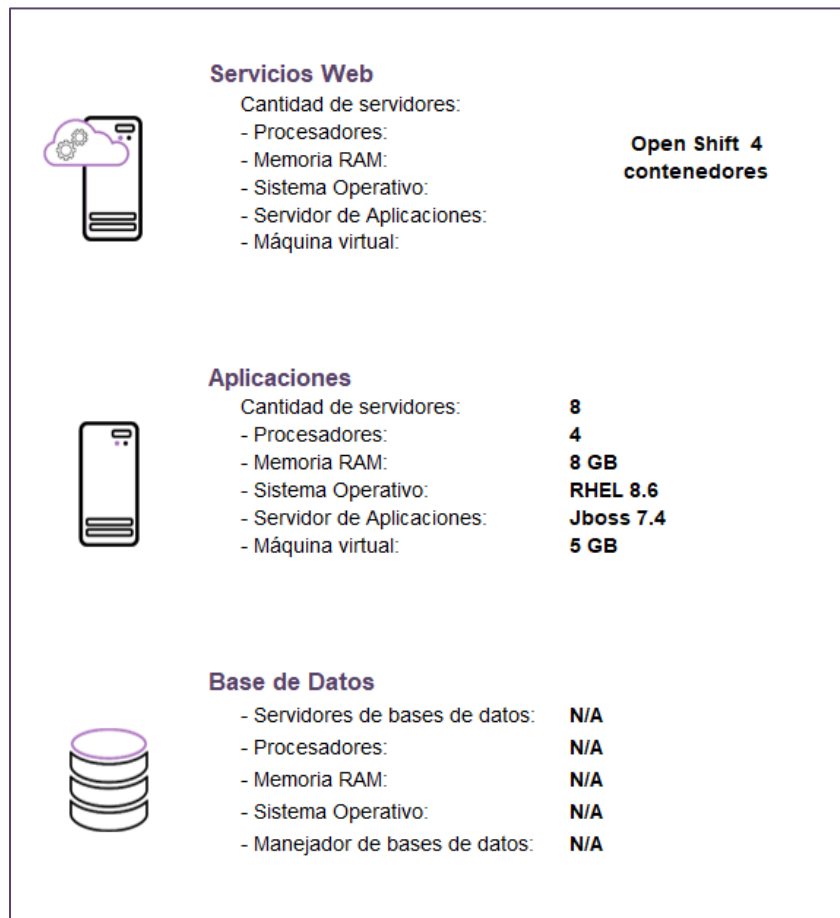 Servicios Web
Cantidad de servidores:
- Procesadores:
- Memoria RAM:
- Sistema Operativo:
- Servidor de Aplicaciones:
- Máquina virtual:
Open Shift 4
contenedores
Aplicaciones
Cantidad de servidores: 8
- Procesadores: 4
- Memoria RAM: 8 GB
- Sistema Operativo: RHEL 8.6
- Servidor de Aplicaciones: Jboss 7.4
- Máquina virtual: 5 GB
Base de Datos
- Servidores de bases de datos: N/A
- Procesadores: N/A
- Memoria RAM: N/A
- Sistema Operativo: N/A
- Manejador de bases de datos: N/A